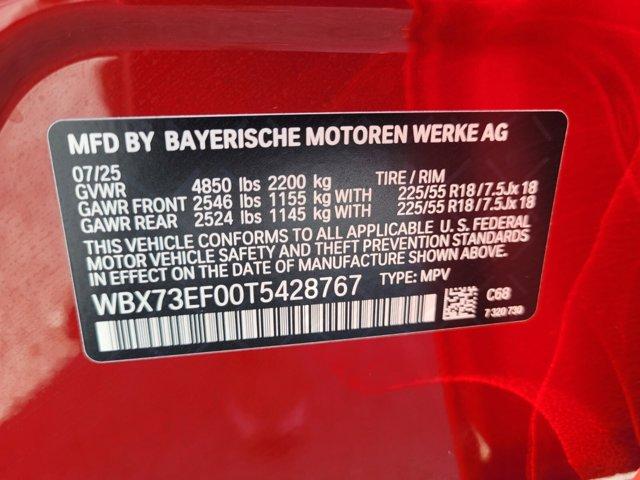 MFD BY BAYERISCHE MOTOREN WERKE AG
07/25
GVWR 4850 lbs 2200 kg TIRE / RIM
GAWR FRONT 2546 lbs 1155 kg WITH 225/55 R18 / 7.5Jx18
GAWR REAR 2524 lbs 1145 kg WITH 225/55 R18 / 7.5Jx18
THIS VEHICLE CONFORMS TO ALL APPLICABLE U. S. FEDERAL
MOTOR VEHICLE SAFETY AND THEFT PREVENTION STANDARDS
IN EFFECT ON THE DATE OF MANUFACTURE SHOWN ABOVE.
WBX73EF00T5428767 TYPE: MPV
C68
7 320 730